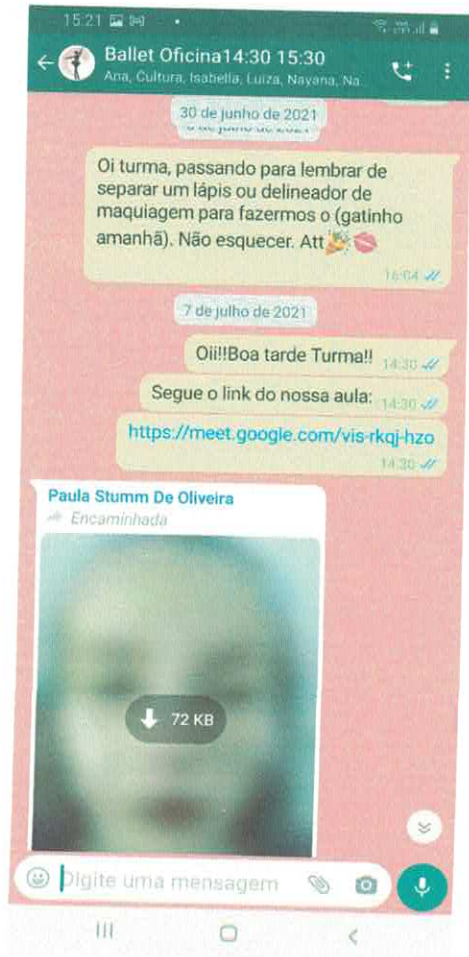 15:21
Ballet Oficina14:30 15:30
Ana, Cultura, Isabella, Luiza, Nayana, Na
30 de junho de 2021
Oi turma, passando para lembrar de
separar um lápis ou delineador de
maquiagem para fazermos o (gatinho
amanhã). Não esquecer. Att
16:04
7 de julho de 2021
Oii!!Boa tarde Turma!!
14:30
Segue o link do nossa aula:
14:30
https://meet.google.com/vis-rkqj-hzo
14:30
Paula Stumm De Oliveira
Encaminhada
72 KB
Digite uma mensagem